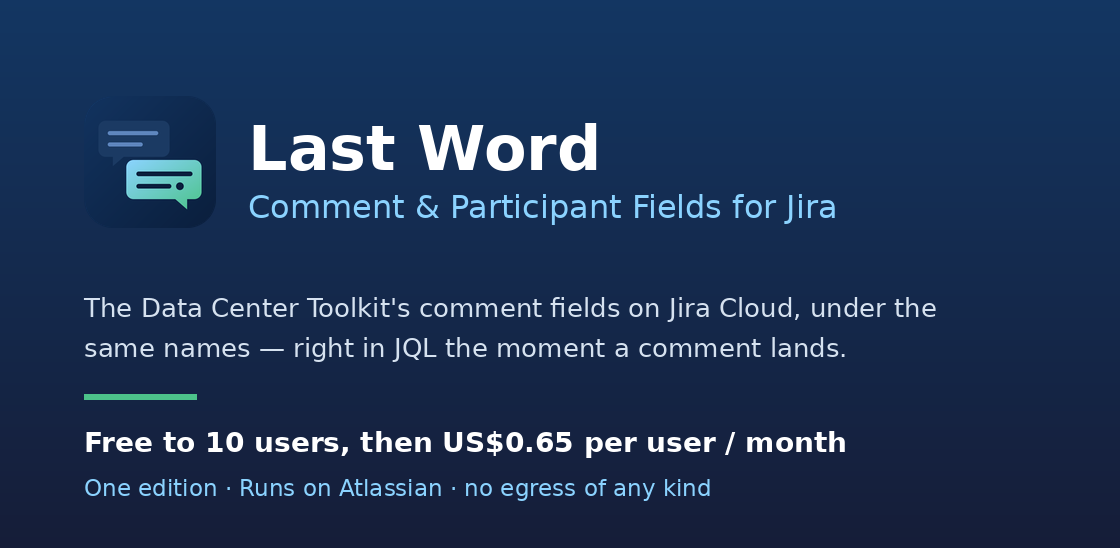 Last Word
Comment & Participant Fields for Jira
The Data Center Toolkit's comment fields on Jira Cloud, under the
same names — right in JQL the moment a comment lands.
Free to 10 users, then US$0.65 per user / month
One edition · Runs on Atlassian · no egress of any kind